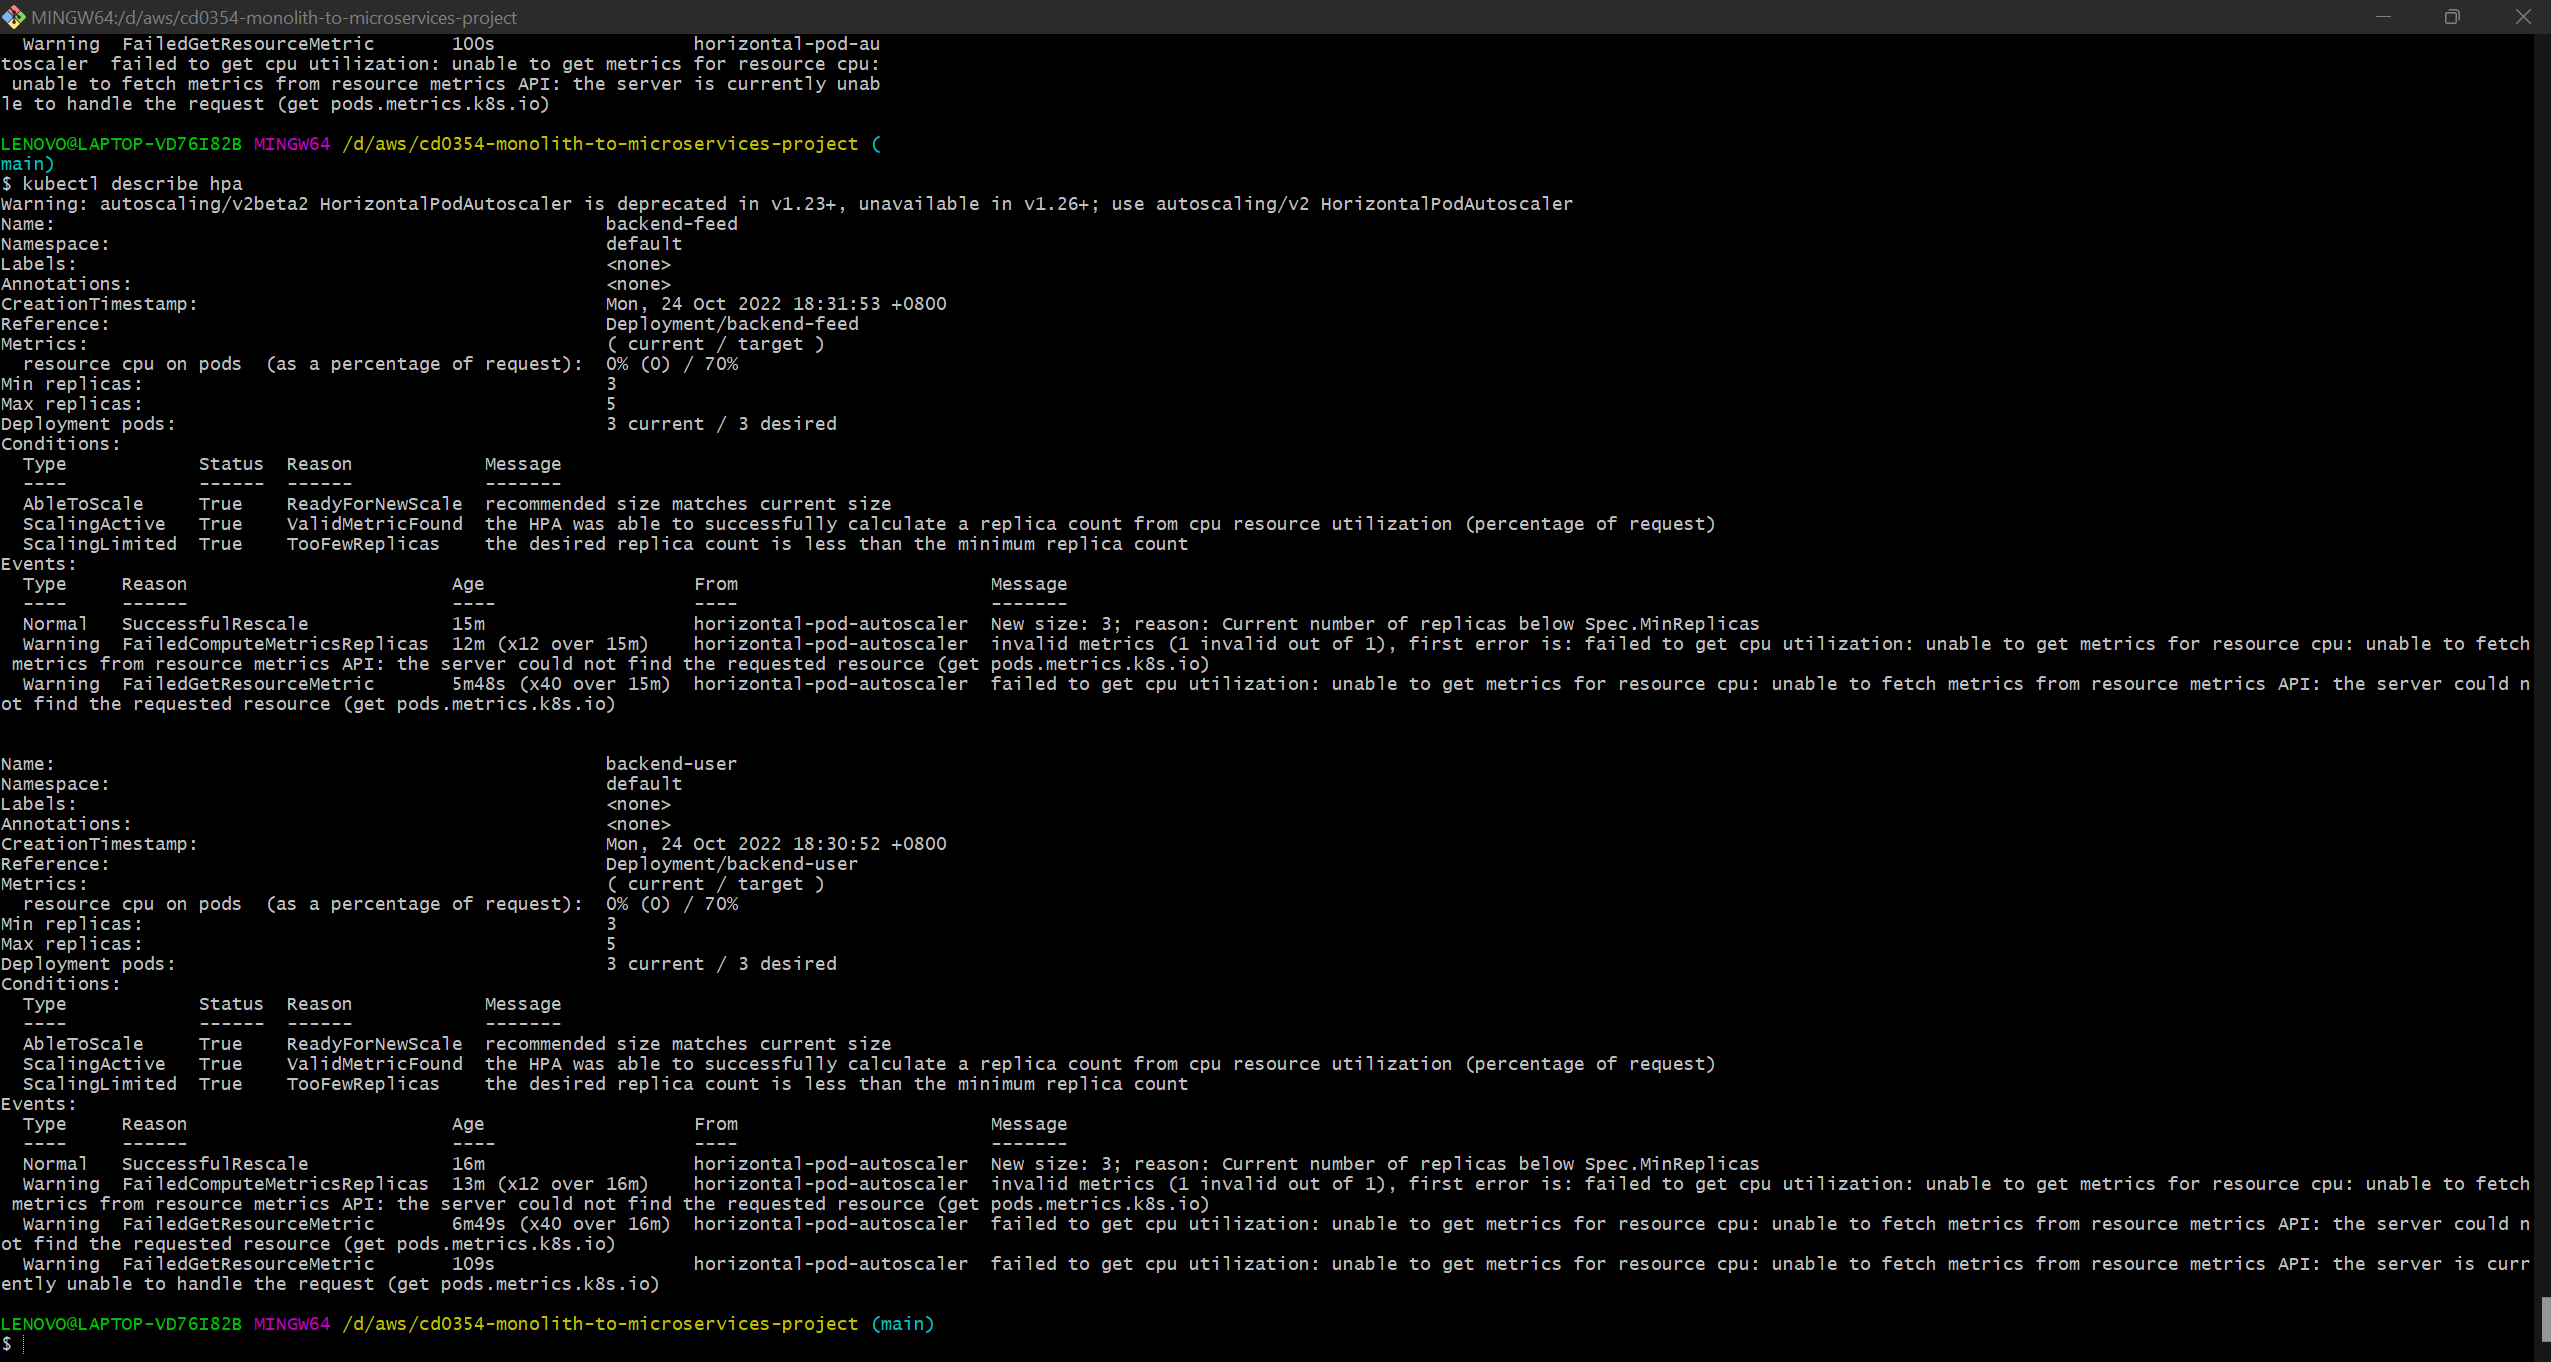 MINGW64:/d/aws/cd0354-monolith-to-microservices-project
  Warning  FailedGetResourceMetric       100s                  horizontal-pod-au
toscaler  failed to get cpu utilization: unable to get metrics for resource cpu:
 unable to fetch metrics from resource metrics API: the server is currently unab
le to handle the request (get pods.metrics.k8s.io)
LENOVO@LAPTOP-VD76I82B MINGW64 /d/aws/cd0354-monolith-to-microservices-project (
main)
$ kubectl describe hpa
Warning: autoscaling/v2beta2 HorizontalPodAutoscaler is deprecated in v1.23+, unavailable in v1.26+; use autoscaling/v2 HorizontalPodAutoscaler
Name:                                                  backend-feed
Namespace:                                             default
Labels:                                                <none>
Annotations:                                           <none>
CreationTimestamp:                                     Mon, 24 Oct 2022 18:31:53 +0800
Reference:                                             Deployment/backend-feed
Metrics:                                               ( current / target )
  resource cpu on pods  (as a percentage of request):  0% (0) / 70%
Min replicas:                                          3
Max replicas:                                          5
Deployment pods:                                       3 current / 3 desired
Conditions:
  Type            Status  Reason            Message
  ----            ------  ------            -------
  AbleToScale     True    ReadyForNewScale  recommended size matches current size
  ScalingActive   True    ValidMetricFound  the HPA was able to successfully calculate a replica count from cpu resource utilization (percentage of request)
  ScalingLimited  True    TooFewReplicas    the desired replica count is less than the minimum replica count
Events:
  Type     Reason                        Age                   From                       Message
  ----     ------                        ----                  ----                       -------
  Normal   SuccessfulRescale             15m                   horizontal-pod-autoscaler  New size: 3; reason: Current number of replicas below Spec.MinReplicas
  Warning  FailedComputeMetricsReplicas  12m (x12 over 15m)    horizontal-pod-autoscaler  invalid metrics (1 invalid out of 1), first error is: failed to get cpu utilization: unable to get metrics for resource cpu: unable to fetch
 metrics from resource metrics API: the server could not find the requested resource (get pods.metrics.k8s.io)
  Warning  FailedGetResourceMetric       5m48s (x40 over 15m)  horizontal-pod-autoscaler  failed to get cpu utilization: unable to get metrics for resource cpu: unable to fetch metrics from resource metrics API: the server could n
ot find the requested resource (get pods.metrics.k8s.io)
Name:                                                  backend-user
Namespace:                                             default
Labels:                                                <none>
Annotations:                                           <none>
CreationTimestamp:                                     Mon, 24 Oct 2022 18:30:52 +0800
Reference:                                             Deployment/backend-user
Metrics:                                               ( current / target )
  resource cpu on pods  (as a percentage of request):  0% (0) / 70%
Min replicas:                                          3
Max replicas:                                          5
Deployment pods:                                       3 current / 3 desired
Conditions:
  Type            Status  Reason            Message
  ----            ------  ------            -------
  AbleToScale     True    ReadyForNewScale  recommended size matches current size
  ScalingActive   True    ValidMetricFound  the HPA was able to successfully calculate a replica count from cpu resource utilization (percentage of request)
  ScalingLimited  True    TooFewReplicas    the desired replica count is less than the minimum replica count
Events:
  Type     Reason                        Age                   From                       Message
  ----     ------                        ----                  ----                       -------
  Normal   SuccessfulRescale             16m                   horizontal-pod-autoscaler  New size: 3; reason: Current number of replicas below Spec.MinReplicas
  Warning  FailedComputeMetricsReplicas  13m (x12 over 16m)    horizontal-pod-autoscaler  invalid metrics (1 invalid out of 1), first error is: failed to get cpu utilization: unable to get metrics for resource cpu: unable to fetch
 metrics from resource metrics API: the server could not find the requested resource (get pods.metrics.k8s.io)
  Warning  FailedGetResourceMetric       6m49s (x40 over 16m)  horizontal-pod-autoscaler  failed to get cpu utilization: unable to get metrics for resource cpu: unable to fetch metrics from resource metrics API: the server could n
ot find the requested resource (get pods.metrics.k8s.io)
  Warning  FailedGetResourceMetric       109s                  horizontal-pod-autoscaler  failed to get cpu utilization: unable to get metrics for resource cpu: unable to fetch metrics from resource metrics API: the server is curr
ently unable to handle the request (get pods.metrics.k8s.io)
LENOVO@LAPTOP-VD76I82B MINGW64 /d/aws/cd0354-monolith-to-microservices-project (main)
$